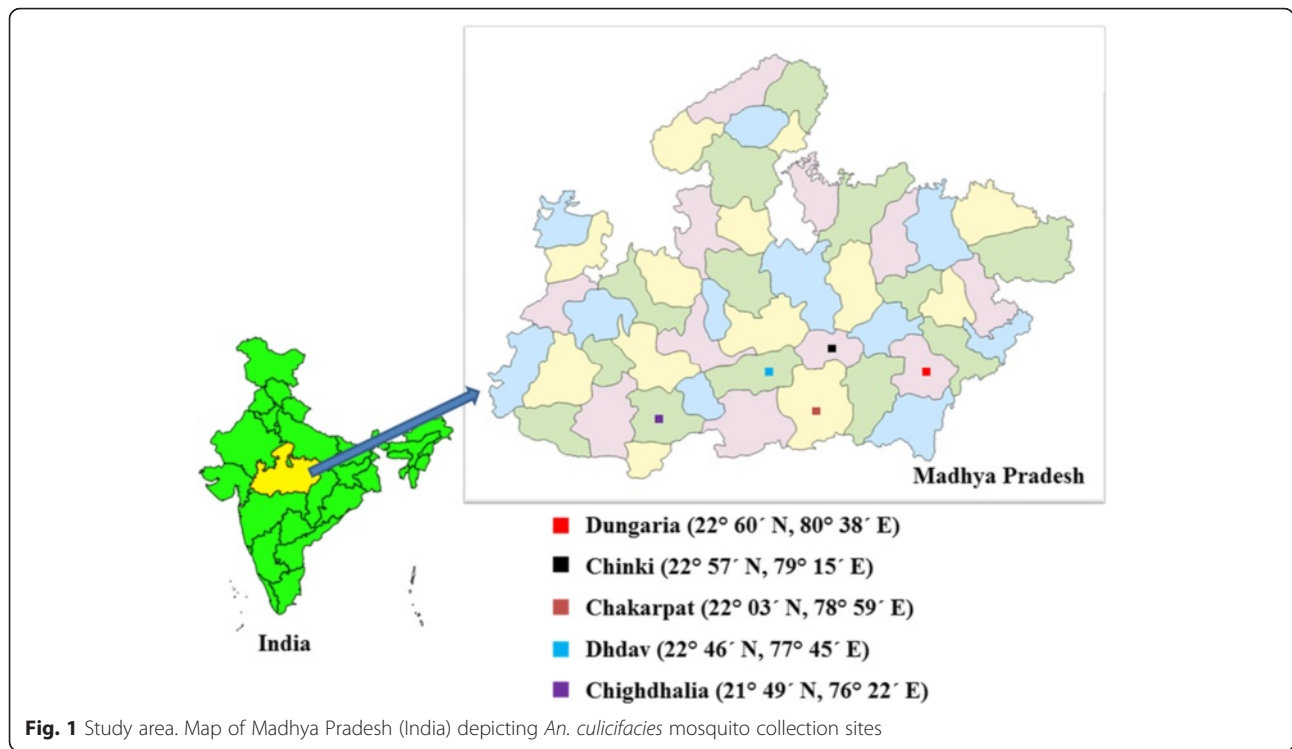 Madhya Pradesh
India
Dungaria (22° 60´ N, 80° 38´ E)
Chinki (22° 57´ N, 79° 15´ E)
Chakarpat (22° 03´ N, 78° 59´ E)
Dhdav (22° 46´ N, 77° 45´ E)
Chighdhalia (21° 49´ N, 76° 22´ E)
Fig. 1 Study area. Map of Madhya Pradesh (India) depicting An. culicifacies mosquito collection sites